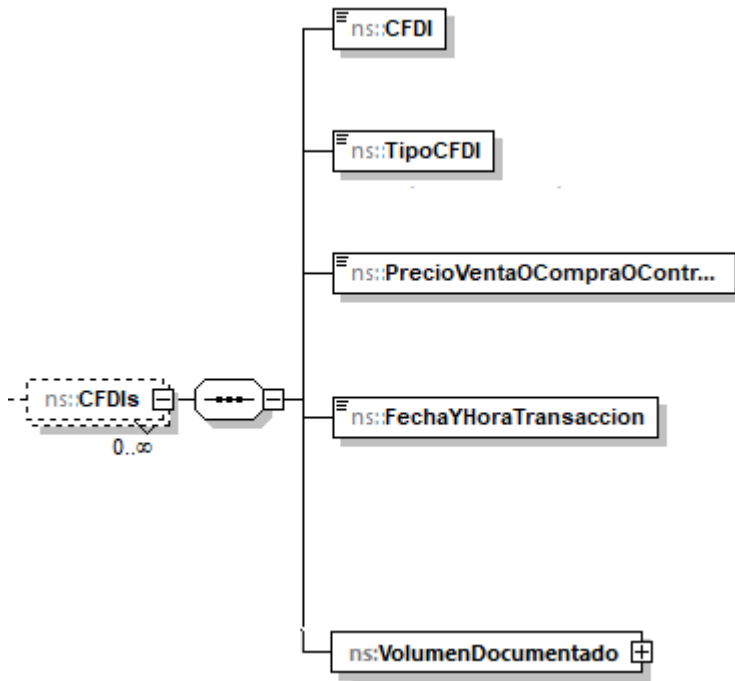 ns::CFDI
ns::TipoCFDI
ns::PrecioVentaOCompraOContr...
ns::CFDIs
0..∞
ns::FechaYHoraTransaccion
ns:VolumenDocumentado